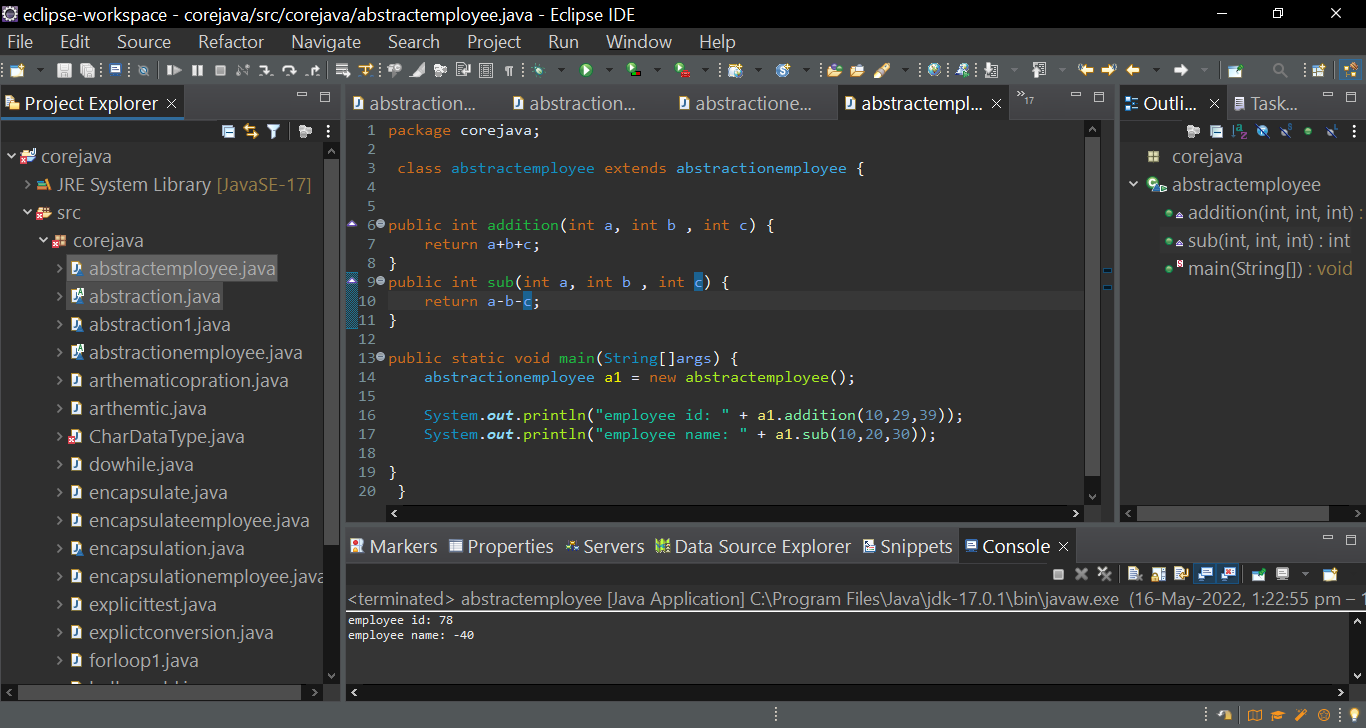 eclipse-workspace - corejava/src/corejava/abstractemployee.java - Eclipse IDE
File Edit Source Refactor Navigate Search Project Run Window Help
Project Explorer
corejava
JRE System Library [JavaSE-17]
src
corejava
abstractemployee.java
abstraction.java
abstraction1.java
abstractionemployee.java
arthematicopration.java
arthemtic.java
CharDataType.java
dowhile.java
encapsulate.java
encapsulateemployee.java
encapsulation.java
encapsulationemployee.java
explicittest.java
explictconversion.java
forloop1.java
abstraction... abstraction... abstractione... abstractempl... »17
1 package corejava;
2
3 class abstractemployee extends abstractionemployee {
4
5
6 public int addition(int a, int b , int c) {
7 return a+b+c;
8 }
9 public int sub(int a, int b , int c) {
10 return a-b-c;
11 }
12
13 public static void main(String[]args) {
14 abstractionemployee a1 = new abstractemployee();
15
16 System.out.println("employee id: " + a1.addition(10,29,39));
17 System.out.println("employee name: " + a1.sub(10,20,30));
18
19 }
20 }
Outli... Task...
corejava
abstractemployee
addition(int, int, int) :
sub(int, int, int) : int
main(String[]) : void
Markers Properties Servers Data Source Explorer Snippets Console
<terminated> abstractemployee [Java Application] C:\Program Files\Java\jdk-17.0.1\bin\javaw.exe (16-May-2022, 1:22:55 pm – 1
employee id: 78
employee name: -40